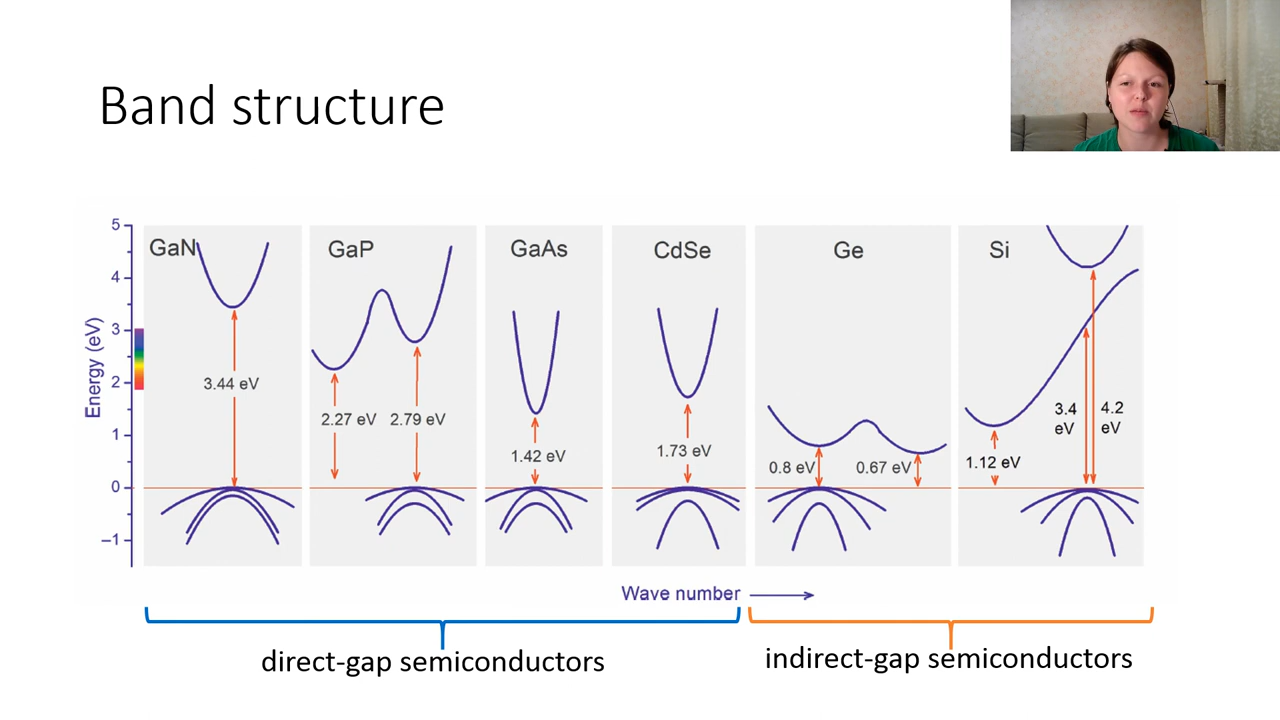 Band structure
5
4
3
2
1
0
−1
Energy (eV)
GaN
GaP
GaAs
CdSe
Ge
Si
3.44 eV
2.27 eV
2.79 eV
1.42 eV
1.73 eV
0.8 eV
0.67 eV
1.12 eV
3.4
eV
4.2
eV
Wave number
direct-gap semiconductors
indirect-gap semiconductors